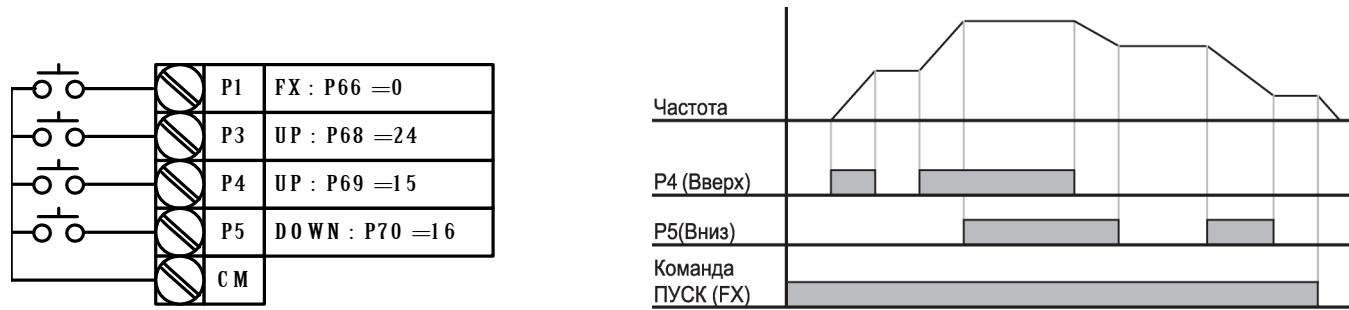 P1 FX : P66 =0
P3 UP : P68 =24
P4 UP : P69 =15
P5 DOWN : P70 =16
CM
Частота
P4 (Вверх)
P5(Вниз)
Команда
ПУСК (FX)